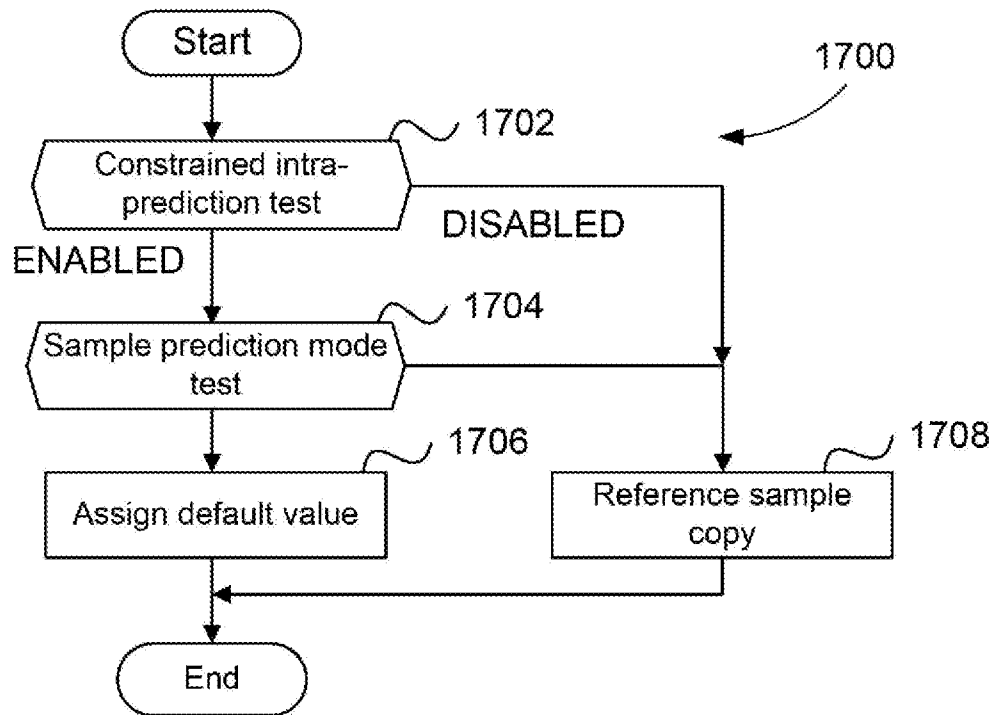 Start
1700
1702
Constrained intra-
prediction test
DISABLED
ENABLED
1704
Sample prediction mode
test
1706
1708
Assign default value
Reference sample
copy
End